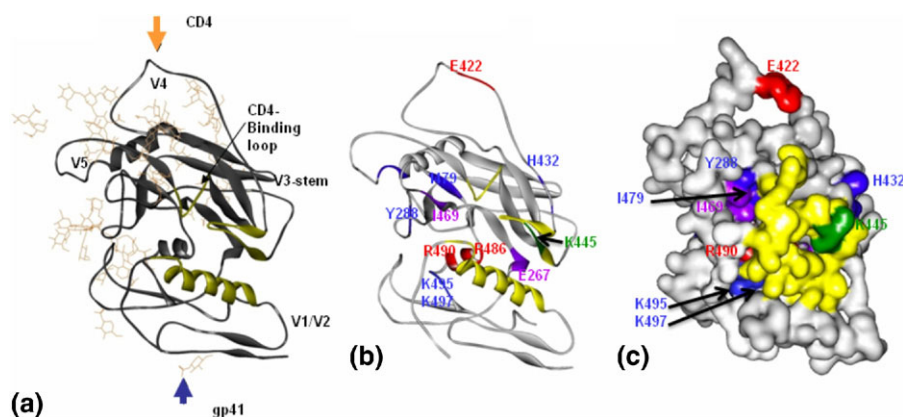 CD4
V4
CD4-
Binding
loop
V5
V3-stem
V1/V2
(a)
gp41
E422
H432
I479
Y288
I469
K445
R490
R486
E267
K495
K497
(b)
E422
Y288
H432
I479
I469
K445
R490
K495
K497
(c)